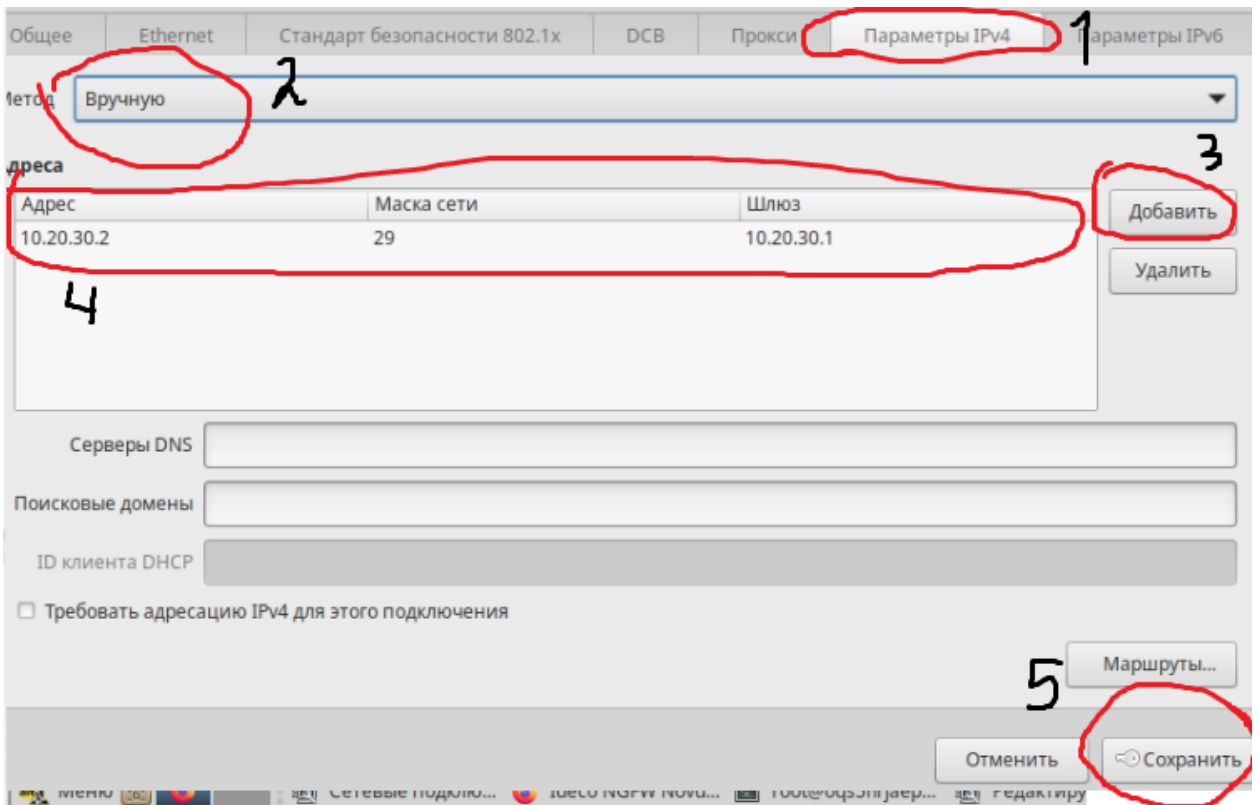 Общее Ethernet Стандарт безопасности 802.1x DCB Прокси Параметры IPv4 1 араметры IPv6
Метод Вручную 2
дреса 3
Адрес Маска сети Шлюз Добавить
10.20.30.2 29 10.20.30.1
Удалить
4
Серверы DNS
Поисковые домены
ID клиента DHCP
Требовать адресацию IPv4 для этого подключения
Маршруты...
5
Отменить Сохранить
Меню Сетевые подклю... Ideco NGFW Novu... Редактиру